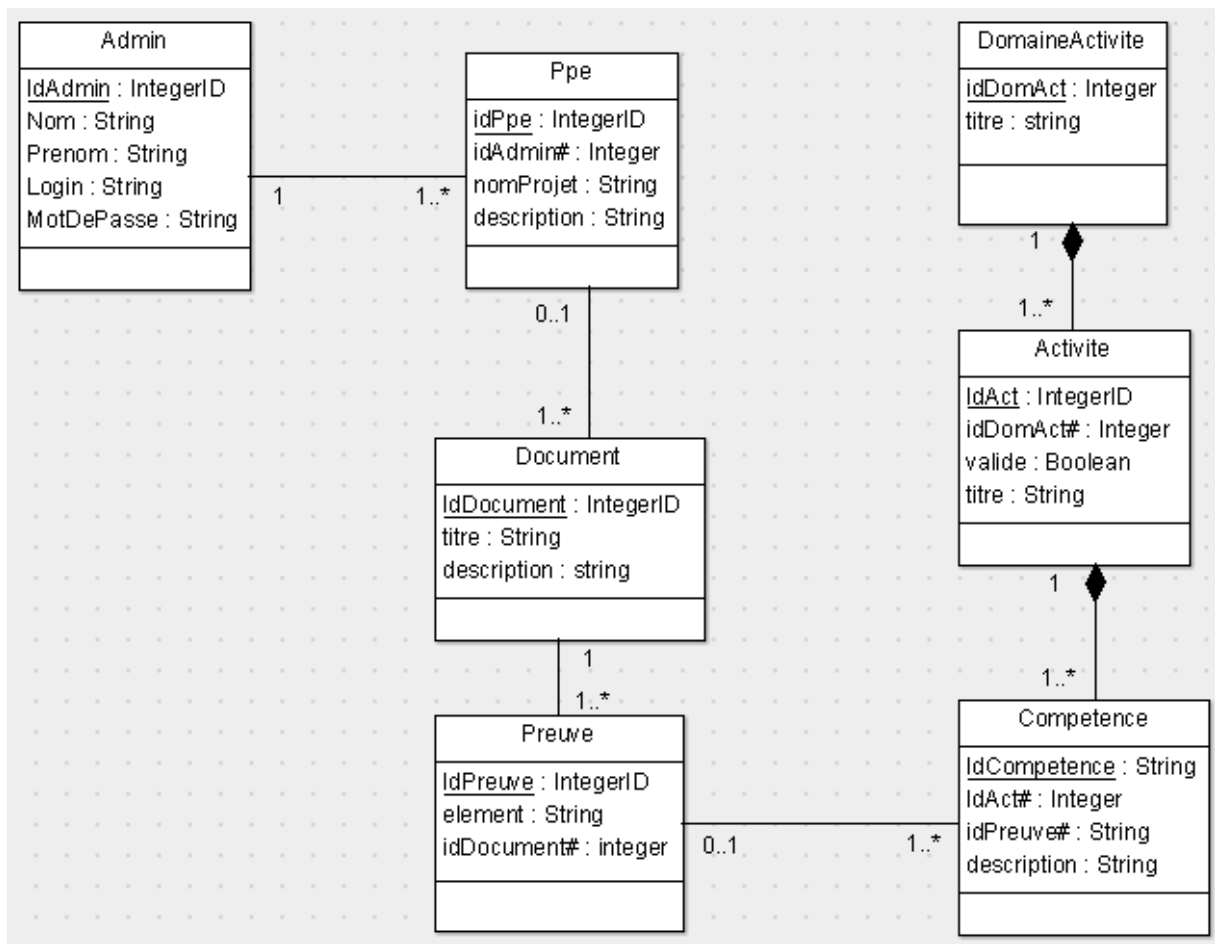 Admin
IdAdmin : IntegerID
Nom : String
Prenom : String
Login : String
MotDePasse : String
1
1..*
Ppe
idPpe : IntegerID
idAdmin# : Integer
nomProjet : String
description : String
0..1
1..*
Document
IdDocument : IntegerID
titre : String
description : string
1
1..*
Preuve
IdPreuve : IntegerID
element : String
idDocument# : integer
0..1
1..*
DomaineActivite
idDomAct : Integer
titre : string
1
1..*
Activite
IdAct : IntegerID
idDomAct# : Integer
valide : Boolean
titre : String
1
1..*
Competence
IdCompetence : String
IdAct# : Integer
idPreuve# : String
description : String